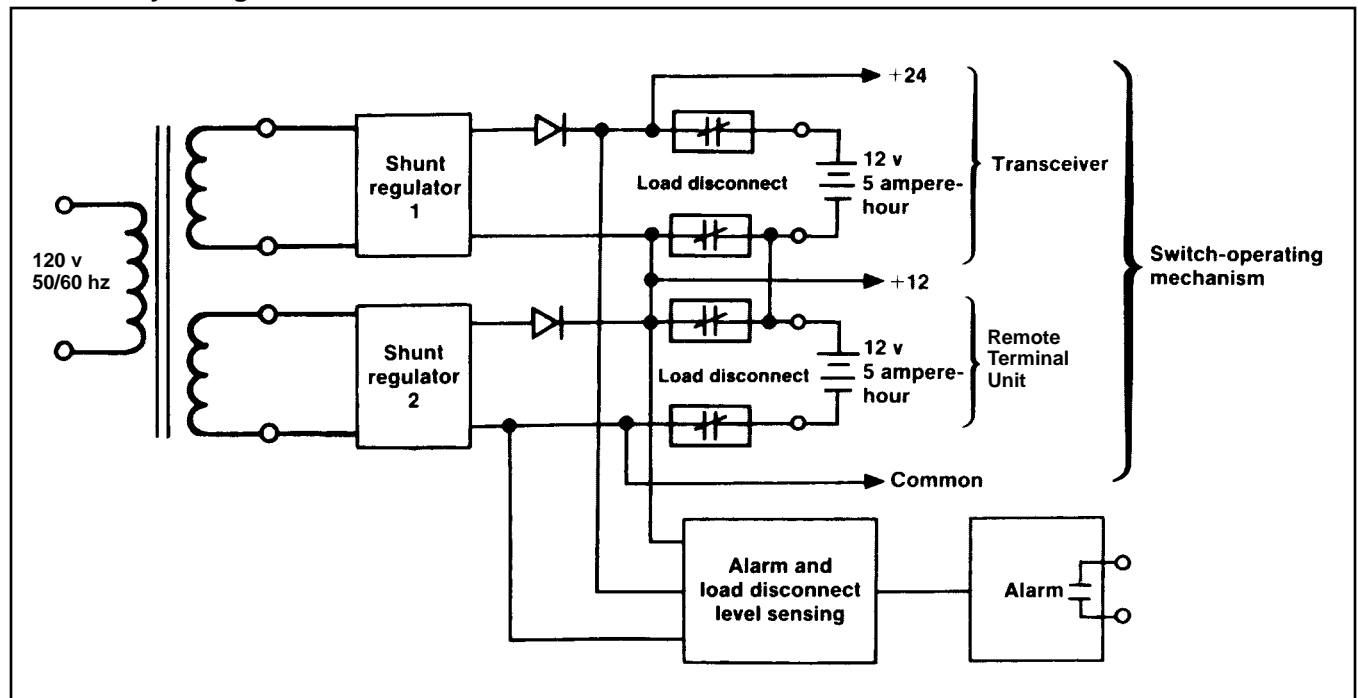 +24
Shunt
regulator
1
Load disconnect
12 v
5 ampere-
hour
Transceiver
120 v
50/60 hz
+12
Switch-operating
mechanism
Shunt
regulator
2
Load disconnect
12 v
5 ampere-
hour
Remote
Terminal
Unit
Common
Alarm and
load disconnect
level sensing
Alarm